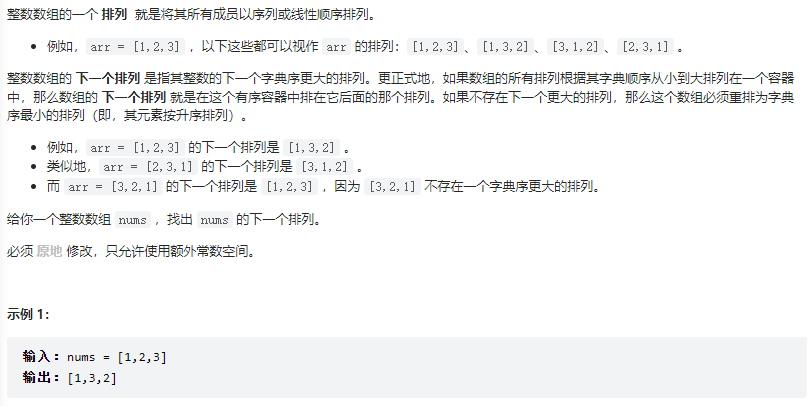 整数数组的一个 排列 就是将其所有成员以序列或线性顺序排列。
例如，arr = [1,2,3] ，以下这些都可以视作 arr 的排列：[1,2,3]、[1,3,2]、[3,1,2]、[2,3,1] 。
整数数组的 下一个排列 是指其整数的下一个字典序更大的排列。更正式地，如果数组的所有排列根据其字典顺序从小到大排列在一个容器
中，那么数组的 下一个排列 就是在这个有序容器中排在它后面的那个排列。如果不存在下一个更大的排列，那么这个数组必须重排为字典
序最小的排列（即，其元素按升序排列）。
例如，arr = [1,2,3] 的下一个排列是 [1,3,2] 。
类似地，arr = [2,3,1] 的下一个排列是 [3,1,2] 。
而 arr = [3,2,1] 的下一个排列是 [1,2,3] ，因为 [3,2,1] 不存在一个字典序更大的排列。
给你一个整数数组 nums ，找出 nums 的下一个排列。
必须 原地 修改，只允许使用额外常数空间。
示例 1：
输入：nums = [1,2,3]
输出：[1,3,2]